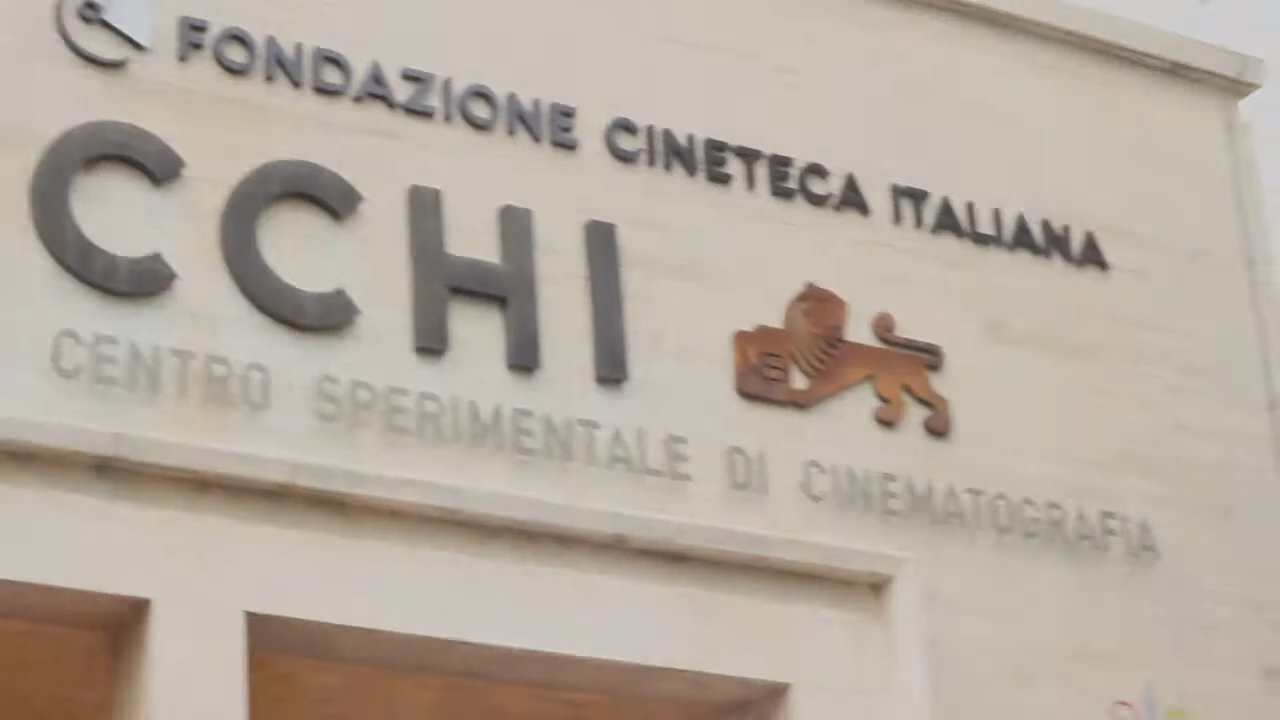 FONDAZIONE CINETECA ITALIANA
CCHI
CENTRO SPERIMENTALE DI CINEMATOGRAFIA